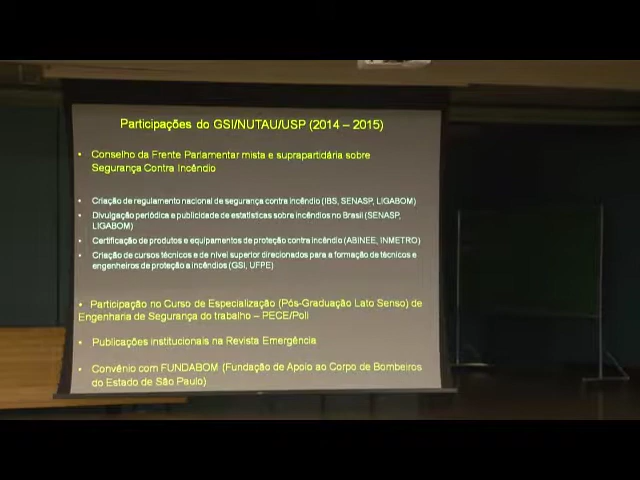 Participações do GSI/NUTAU/USP (2014 – 2015)
• Conselho da Frente Parlamentar mista e suprapartidária sobre
Segurança Contra Incêndio
• Criação de regulamento nacional de segurança contra incêndio (IBS, SENASP, LIGABOM)
• Divulgação periódica e publicidade de estatísticas sobre incêndios no Brasil (SENASP,
LIGABOM)
• Certificação de produtos e equipamentos de proteção contra incêndio (ABINEE, INMETRO)
• Criação de cursos técnicos e de nível superior direcionados para a formação de técnicos e
engenheiros de proteção a incêndios (GSI, UFPE)
• Participação no Curso de Especialização (Pós-Graduação Lato Senso) de
Engenharia de Segurança do trabalho – PECE/Poli
• Publicações institucionais na Revista Emergência
• Convênio com FUNDABOM (Fundação de Apoio ao Corpo de Bombeiros
do Estado de São Paulo)